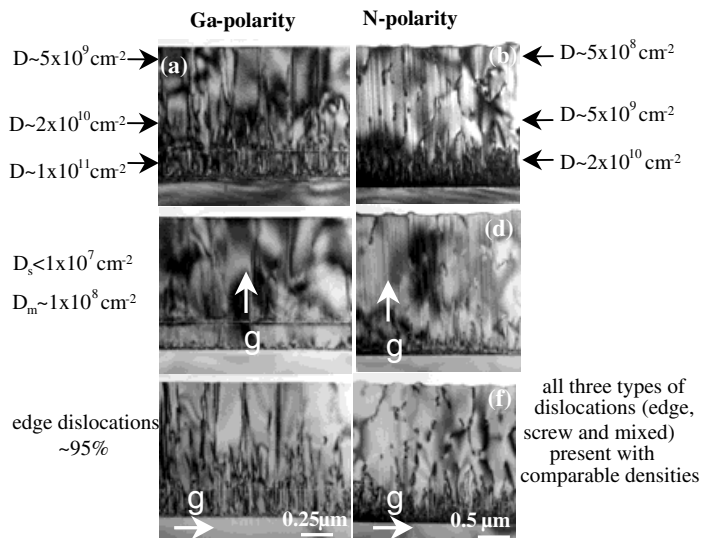 Ga-polarity
N-polarity
D~5x10⁹cm⁻²
(a)
(b)
D~5x10⁸cm⁻²
D~2x10¹⁰cm⁻²
D~5x10⁹cm⁻²
D~1x10¹¹cm⁻²
D~2x10¹⁰cm⁻²
(d)
Dₛ<1x10⁷cm⁻²
Dₘ~1x10⁸cm⁻²
g
g
(f)
edge dislocations
~95%
all three types of
dislocations (edge,
screw and mixed)
present with
comparable densities
g
0.25µm
g
0.5 µm